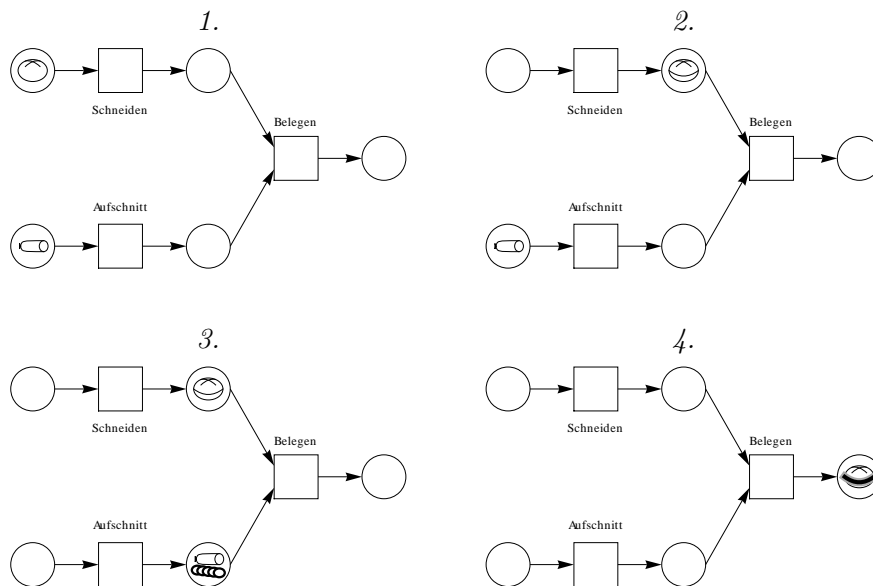 1.
Schneiden
Belegen
Aufschnitt
2.
Schneiden
Belegen
Aufschnitt
3.
Schneiden
Belegen
Aufschnitt
4.
Schneiden
Belegen
Aufschnitt